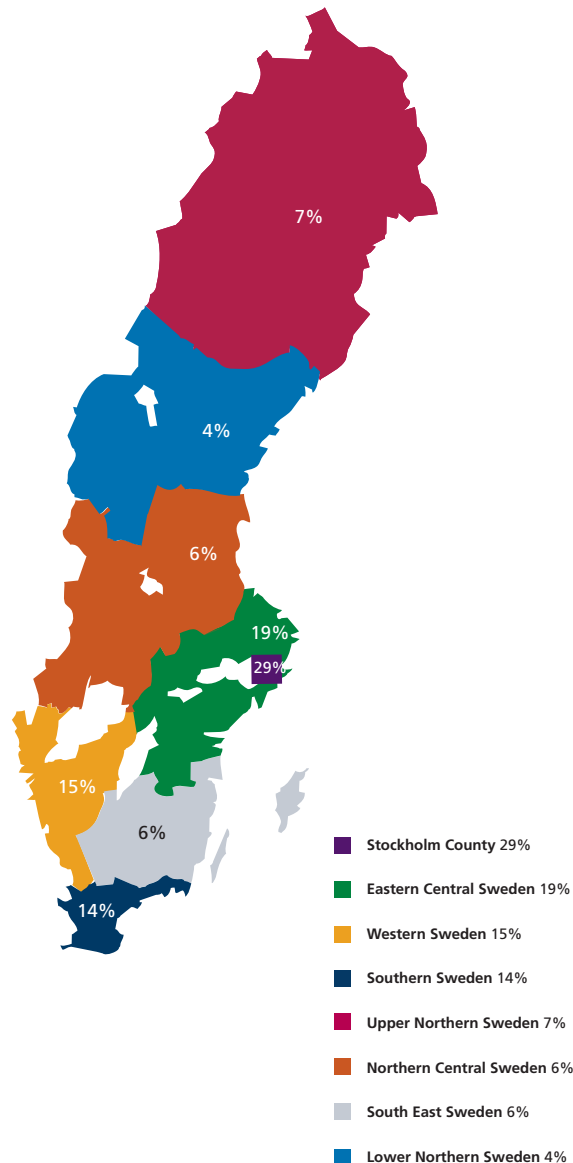 7%
4%
6%
19%
29%
15%
6%
14%
Stockholm County 29%
Eastern Central Sweden 19%
Western Sweden 15%
Southern Sweden 14%
Upper Northern Sweden 7%
Northern Central Sweden 6%
South East Sweden 6%
Lower Northern Sweden 4%